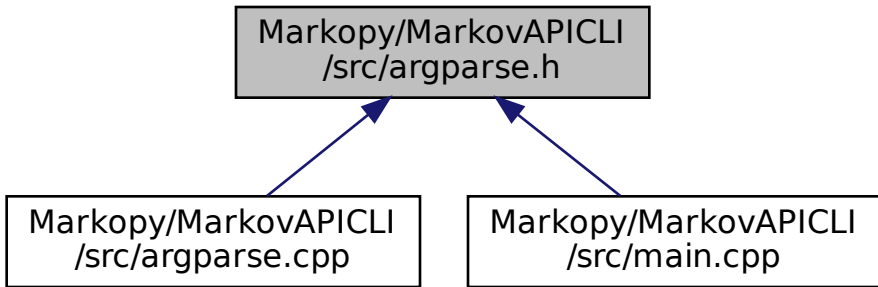 Markopy/MarkovAPICLI
/src/argparse.h
Markopy/MarkovAPICLI
/src/argparse.cpp
Markopy/MarkovAPICLI
/src/main.cpp